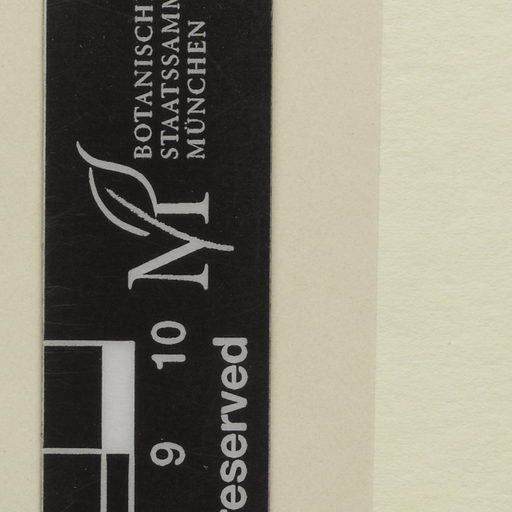 BOTANISCH
STAATSSAMM
MÜNCHEN
M
9 10
reserved